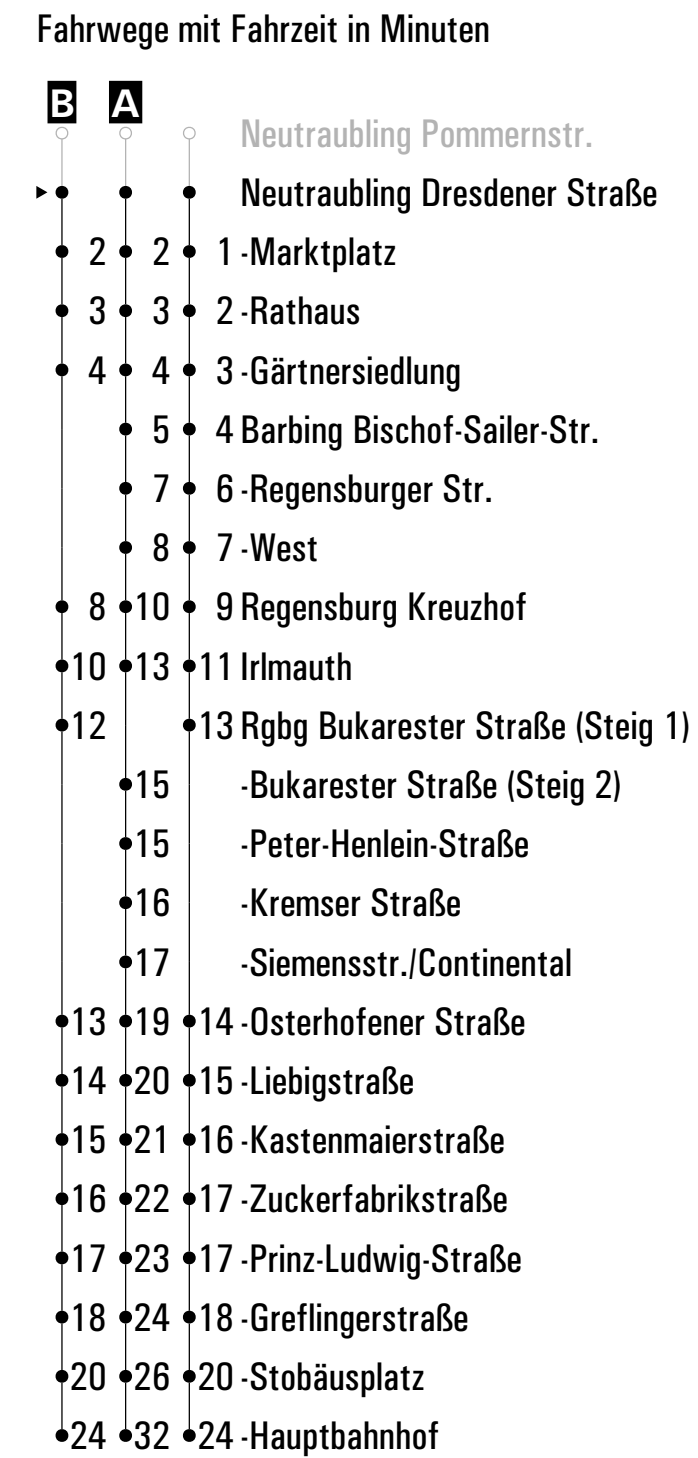 Fahrwege mit Fahrzeit in Minuten
B A
Neutraubling Pommernstr.
Neutraubling Dresdener Straße
2 2 1 -Marktplatz
3 3 2 -Rathaus
4 4 3 -Gärtnersiedlung
5 4 Barbing Bischof-Sailer-Str.
7 6 -Regensburger Str.
8 7 -West
8 10 9 Regensburg Kreuzhof
10 13 11 Irlmauth
12 13 Rgbg Bukarester Straße (Steig 1)
15 -Bukarester Straße (Steig 2)
15 -Peter-Henlein-Straße
16 -Kremser Straße
17 -Siemensstr./Continental
13 19 14 -Osterhofener Straße
14 20 15 -Liebigstraße
15 21 16 -Kastenmaierstraße
16 22 17 -Zuckerfabrikstraße
17 23 17 -Prinz-Ludwig-Straße
18 24 18 -Greflingerstraße
20 26 20 -Stobäusplatz
24 32 24 -Hauptbahnhof